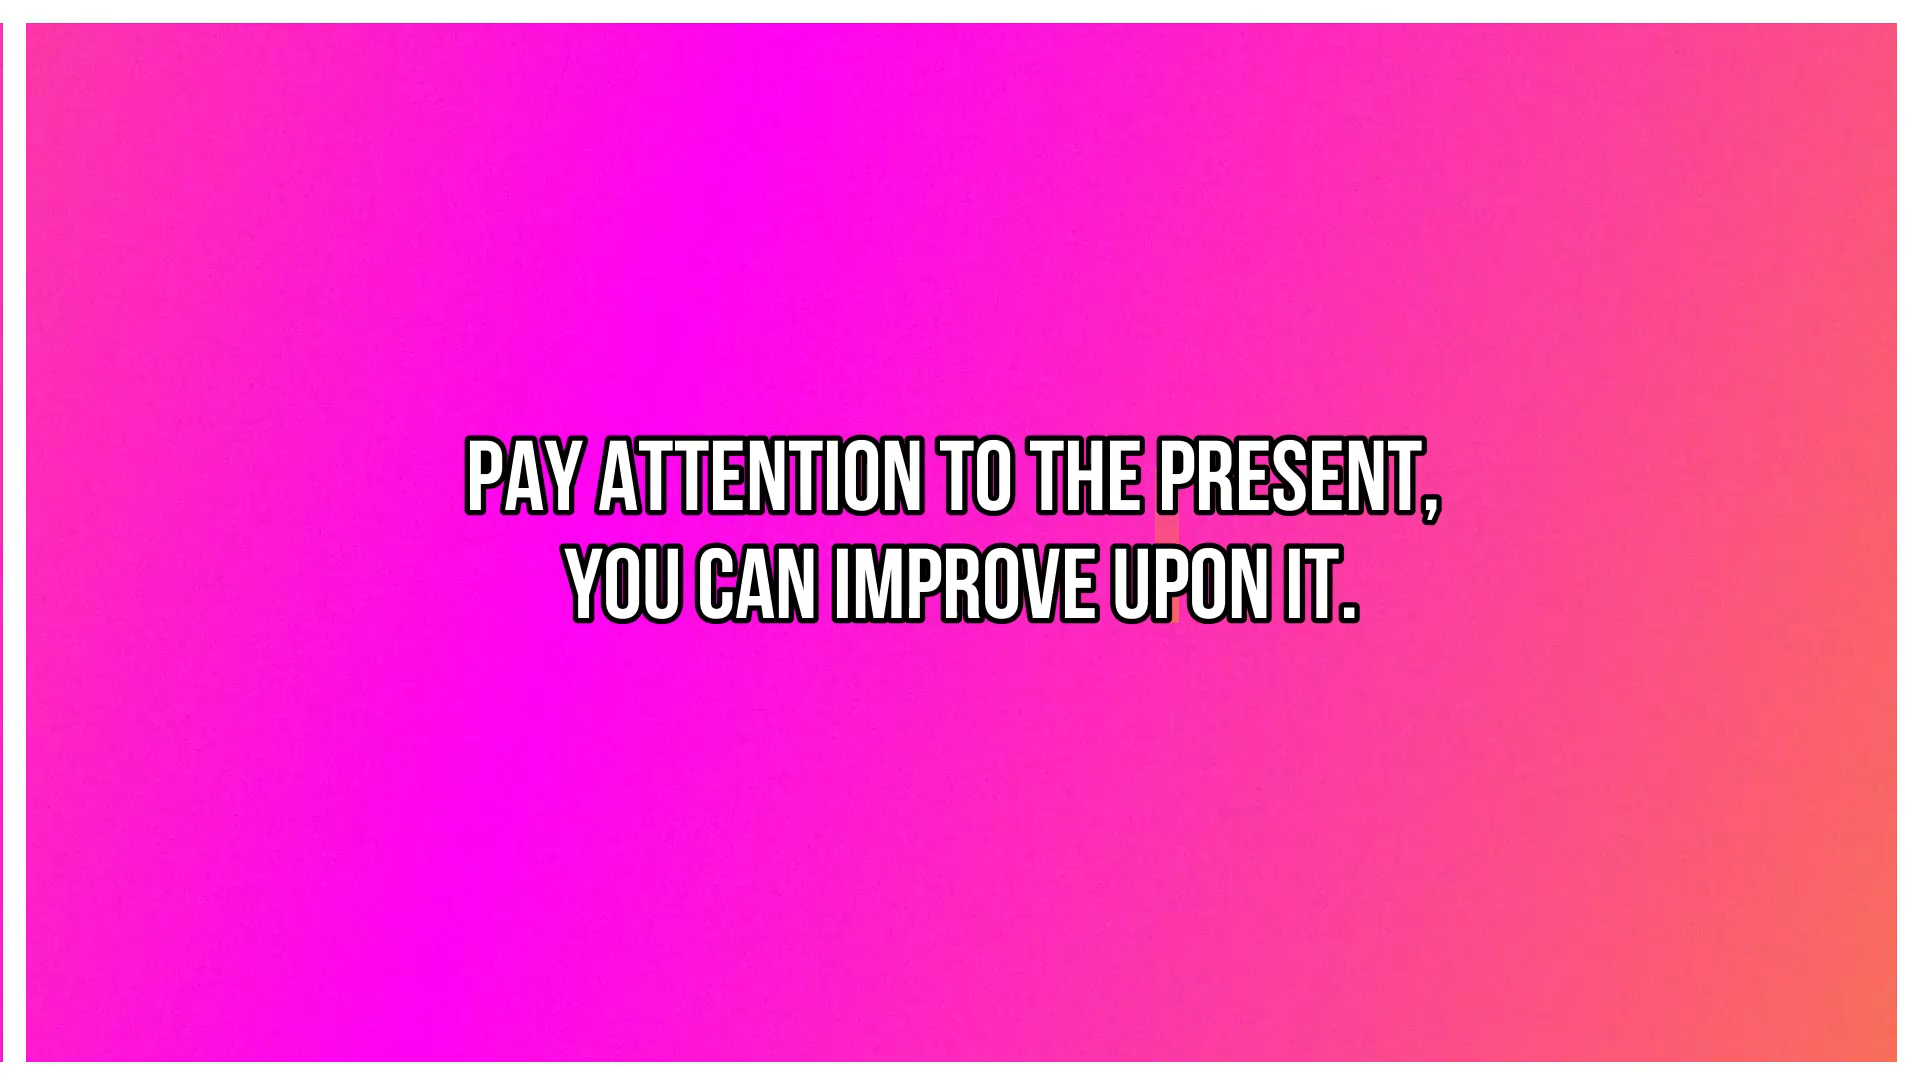 PAY ATTENTION TO THE PRESENT,
YOU CAN IMPROVE UPON IT.